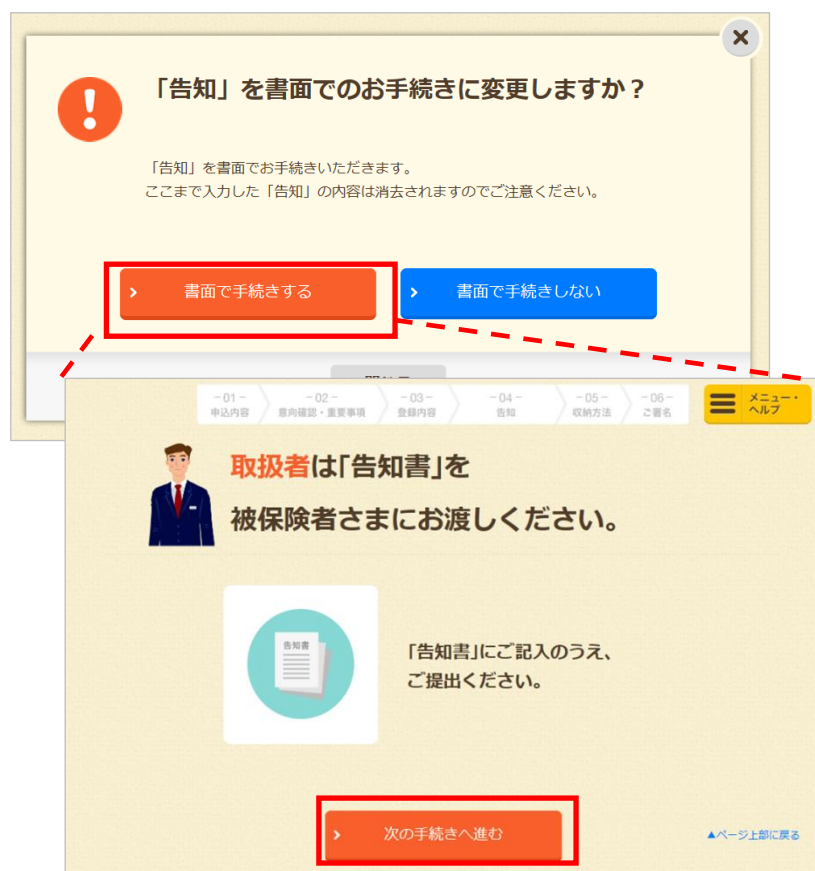 「告知」を書面でのお手続きに変更しますか？
「告知」を書面でお手続きいただきます。
ここまで入力した「告知」の内容は消去されますのでご注意ください。
書面で手続きする
書面で手続きしない
-01-
申込内容
-02-
意向確認・重要事項
-03-
登録内容
-04-
告知
-05-
収納方法
-06-
ご署名
メニュー・
ヘルプ
取扱者は「告知書」を
被保険者さまにお渡しください。
告知書
「告知書」にご記入のうえ、
ご提出ください。
次の手続きへ進む
▲ページ上部に戻る